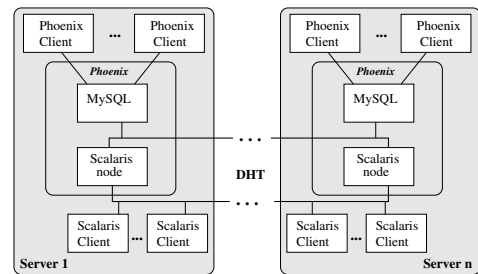 Phoenix Client ... Phoenix Client
Phoenix
MySQL
Scalaris node
Scalaris Client ... Scalaris Client
Server 1
. . .
DHT
. . .
Phoenix Client ... Phoenix Client
Phoenix
MySQL
Scalaris node
Scalaris Client ... Scalaris Client
Server n